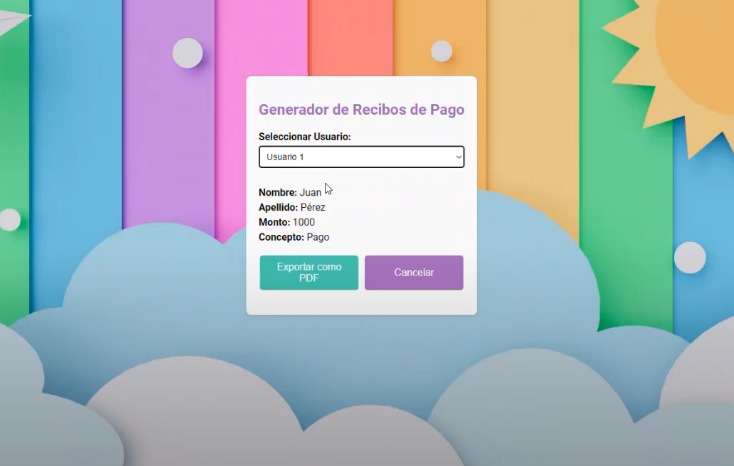 Generador de Recibos de Pago
Seleccionar Usuario:
Usuario 1
Nombre: Juan
Apellido: Pérez
Monto: 1000
Concepto: Pago
Exportar como
PDF
Cancelar